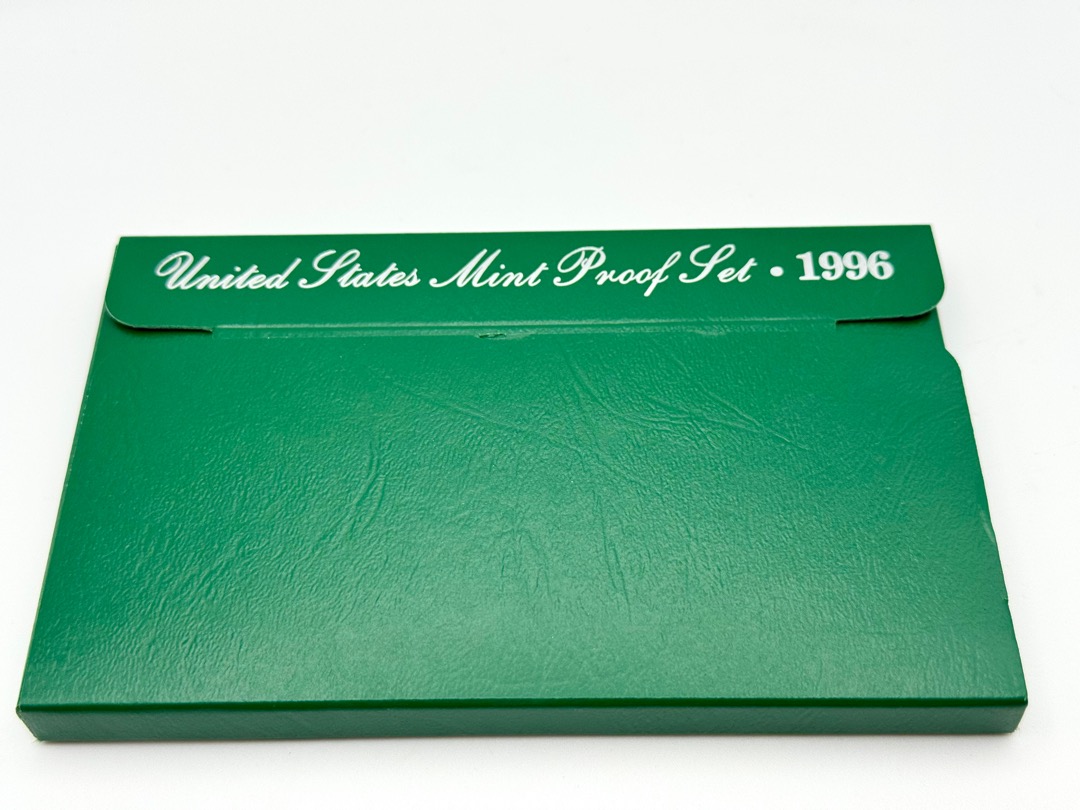 United States Mint Proof Set • 1996